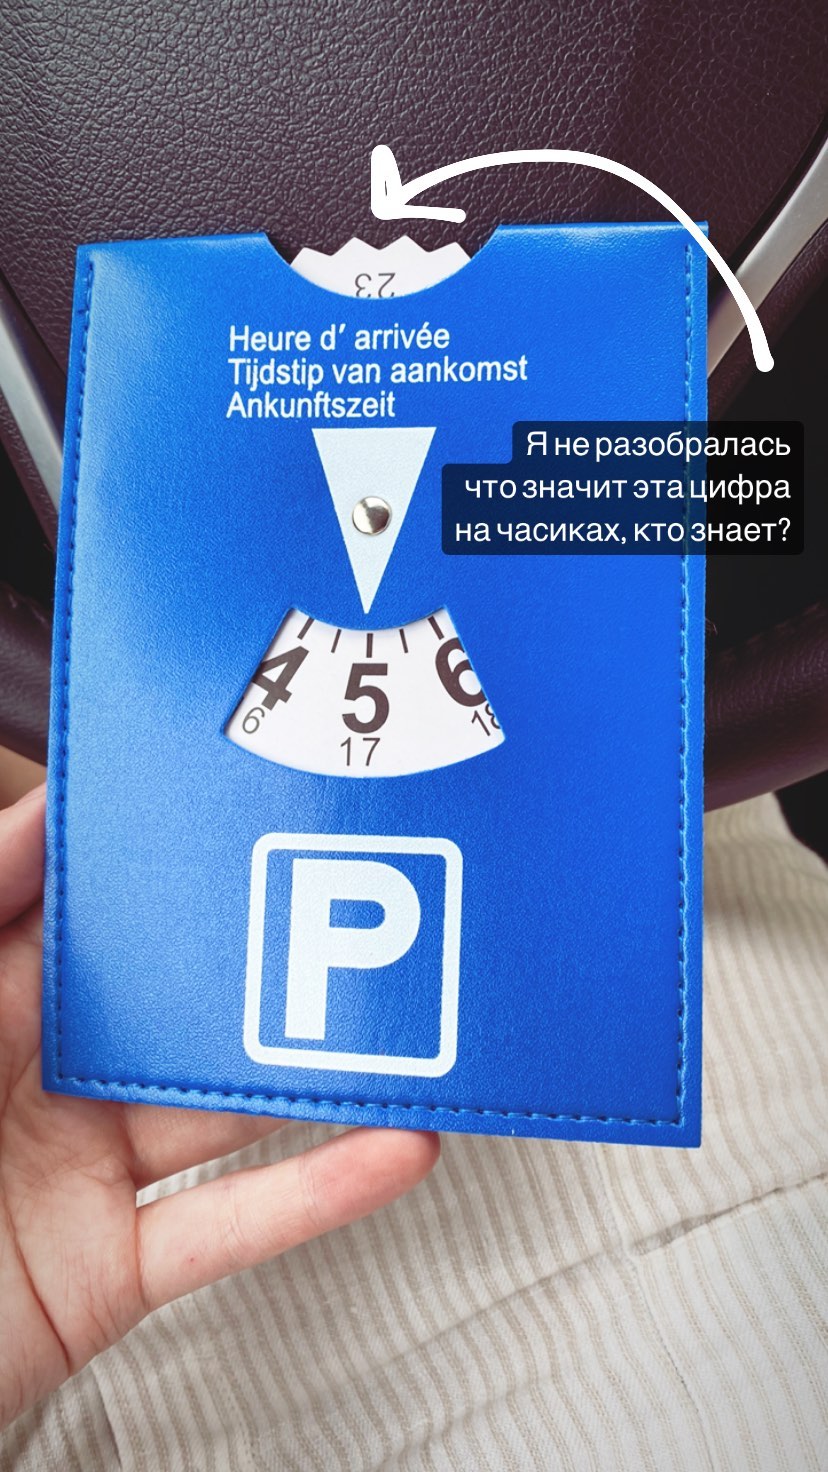 23
Heure d’ arrivée
Tijdstip van aankomst
Ankunftszeit
Я не разобралась
что значит эта цифра
на часиках, кто знает?
4 5 6
17 18
P